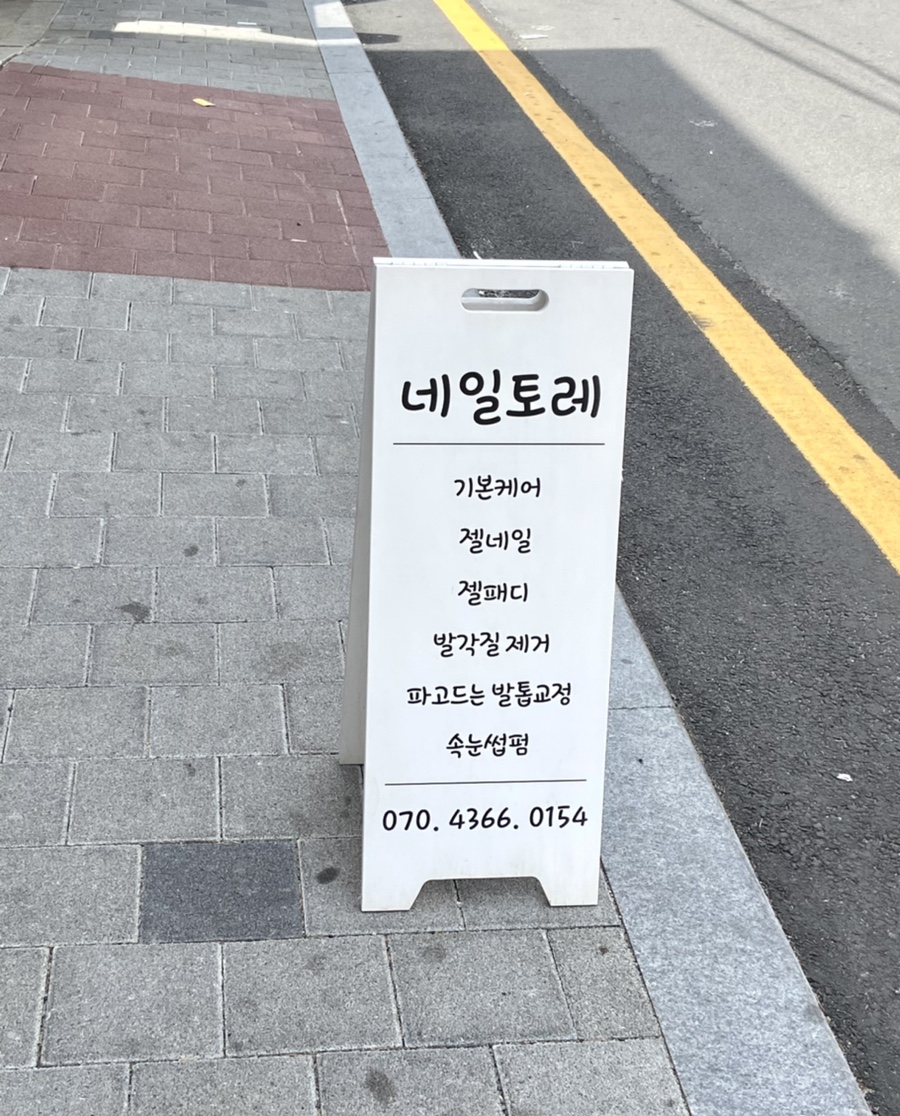 네일토레
기본케어
젤네일
젤패디
발각질 제거
파고드는 발톱교정
속눈썹펌
070. 4366. 0154